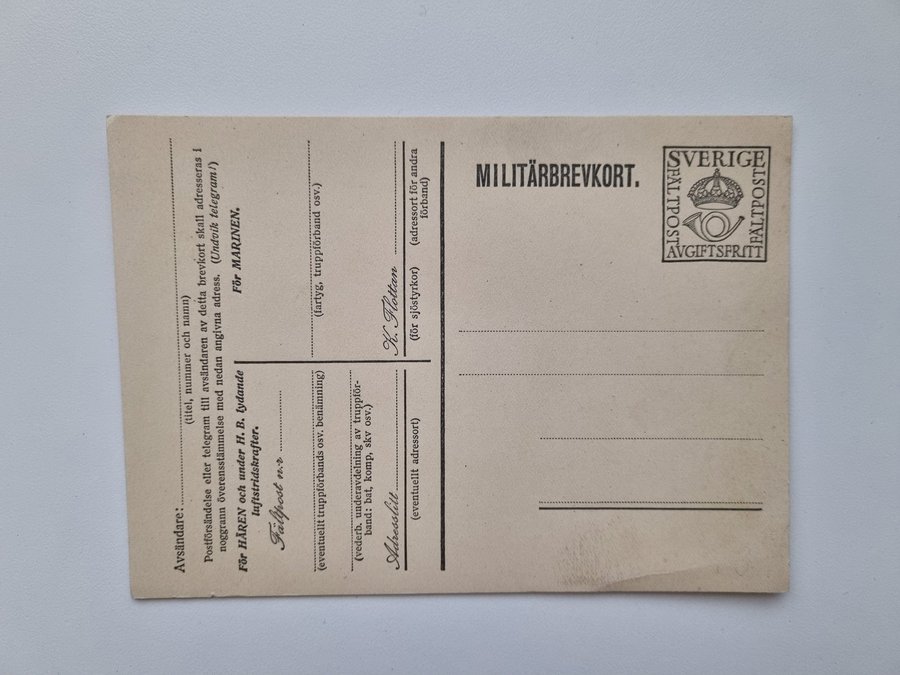 Avsändare:
(titel, nummer och namn)
Postförsändelse eller telegram till avsändaren av detta brevkort skall adresseras i
noggrann överensstämmelse med nedan angivna adress. (Undvik telegram!)
För HÄREN och under H. B. lydande
luftstridskrafter.
Fältpost n:r
(eventuellt truppförbands osv. benämning)
(vederb. underavdelning av truppför-
band: bat, komp, skv osv.)
Adresslitt
(eventuellt adressort)
För MARINEN.
(fartyg, truppförband osv.)
K. Flottan
(för sjöstyrkor) (adressort för andra
förband)
MILITÄRBREVKORT.
SVERIGE
FÄLTPOST
FÄLTPOST
AVGIFTSFRITT